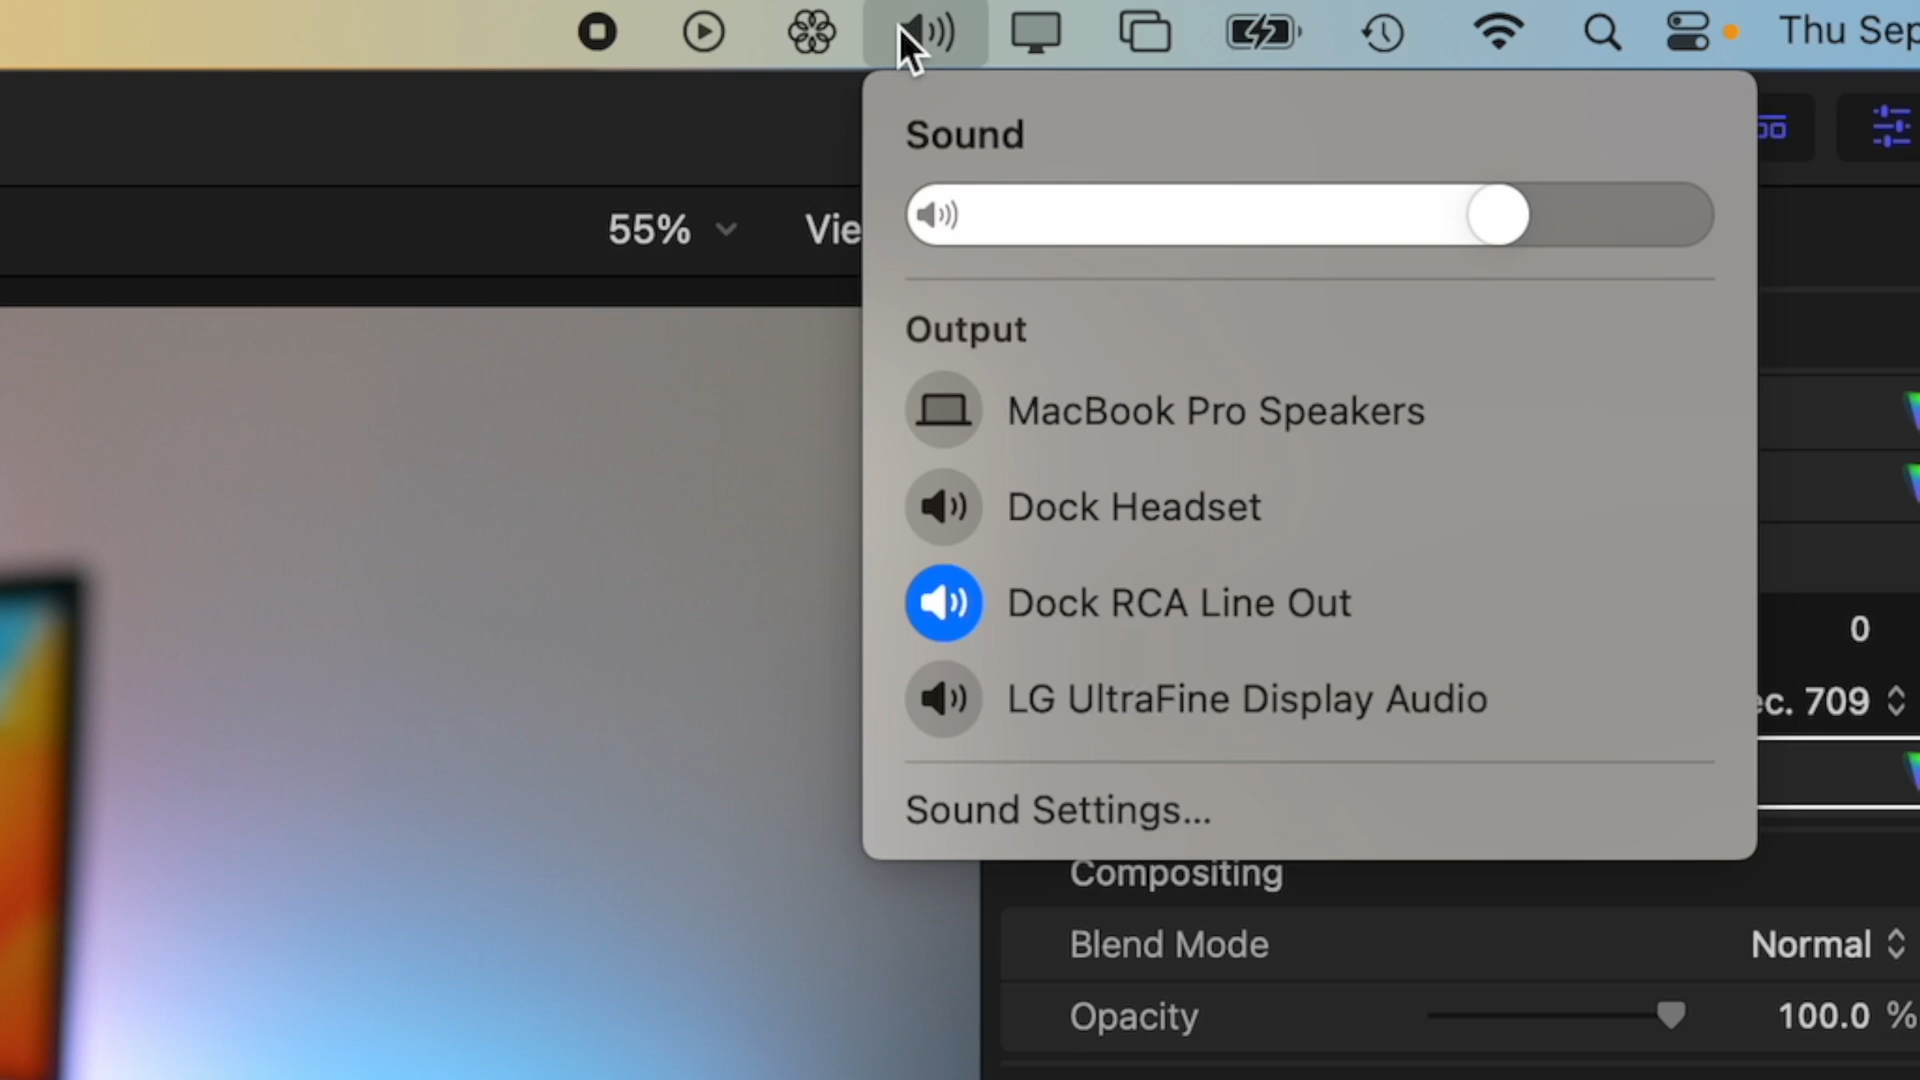 Thu Sep
Sound
55%
Vie
Output
MacBook Pro Speakers
Dock Headset
Dock RCA Line Out
0
LG UltraFine Display Audio
ec. 709
Sound Settings...
Compositing
Blend Mode
Normal
Opacity
100.0 %